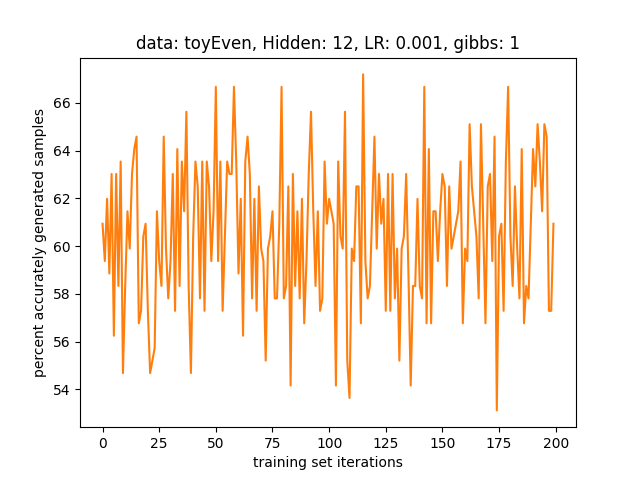 data: toyEven, Hidden: 12, LR: 0.001, gibbs: 1
percent accurately generated samples
66
64
62
60
58
56
54
0 25 50 75 100 125 150 175 200
training set iterations